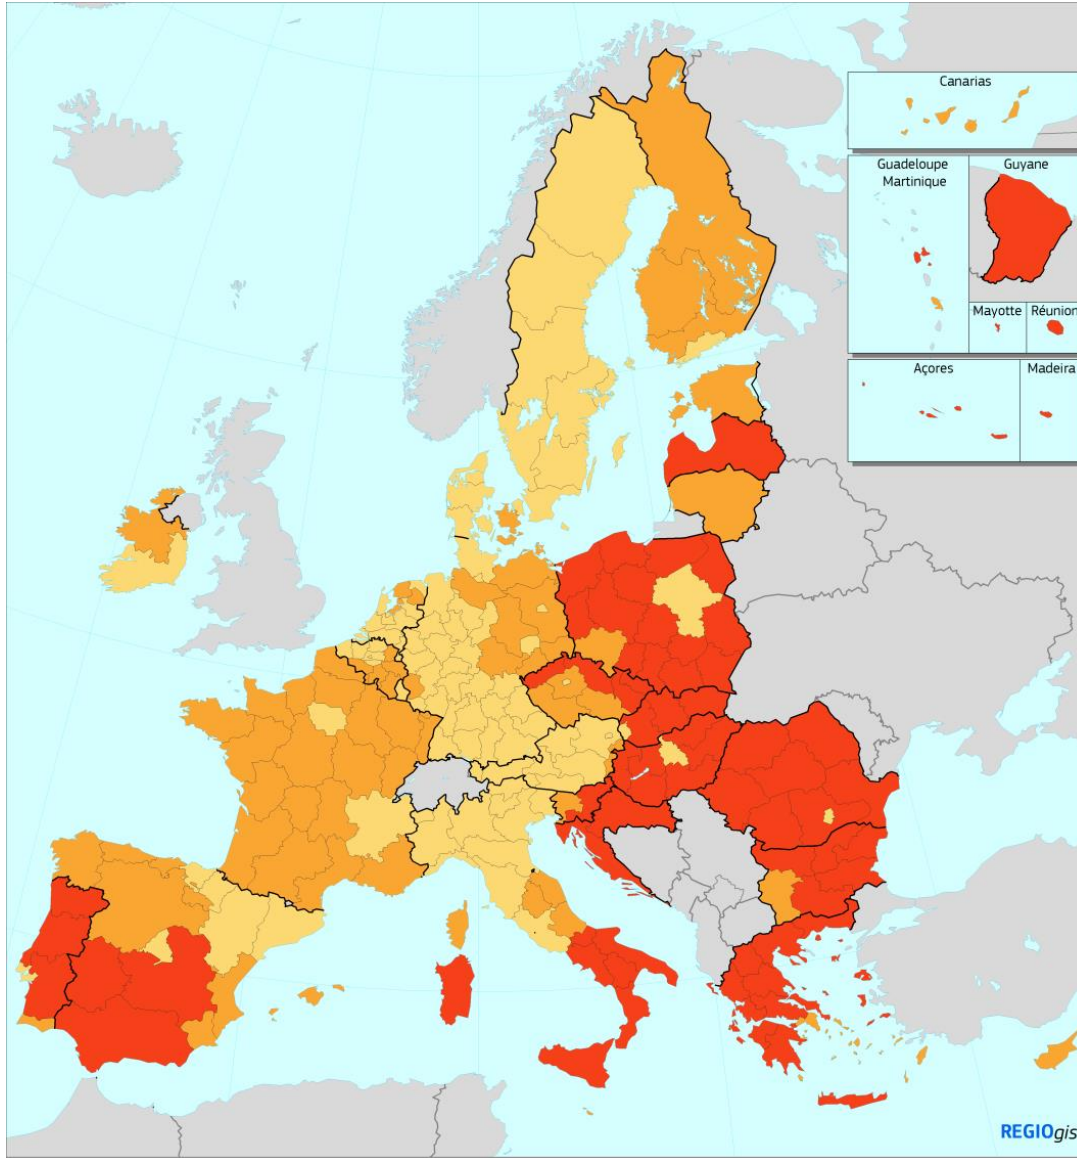 Canarias
Guadeloupe
Martinique
Guyane
Mayotte
Réunion
Açores
Madeira
REGIOgis